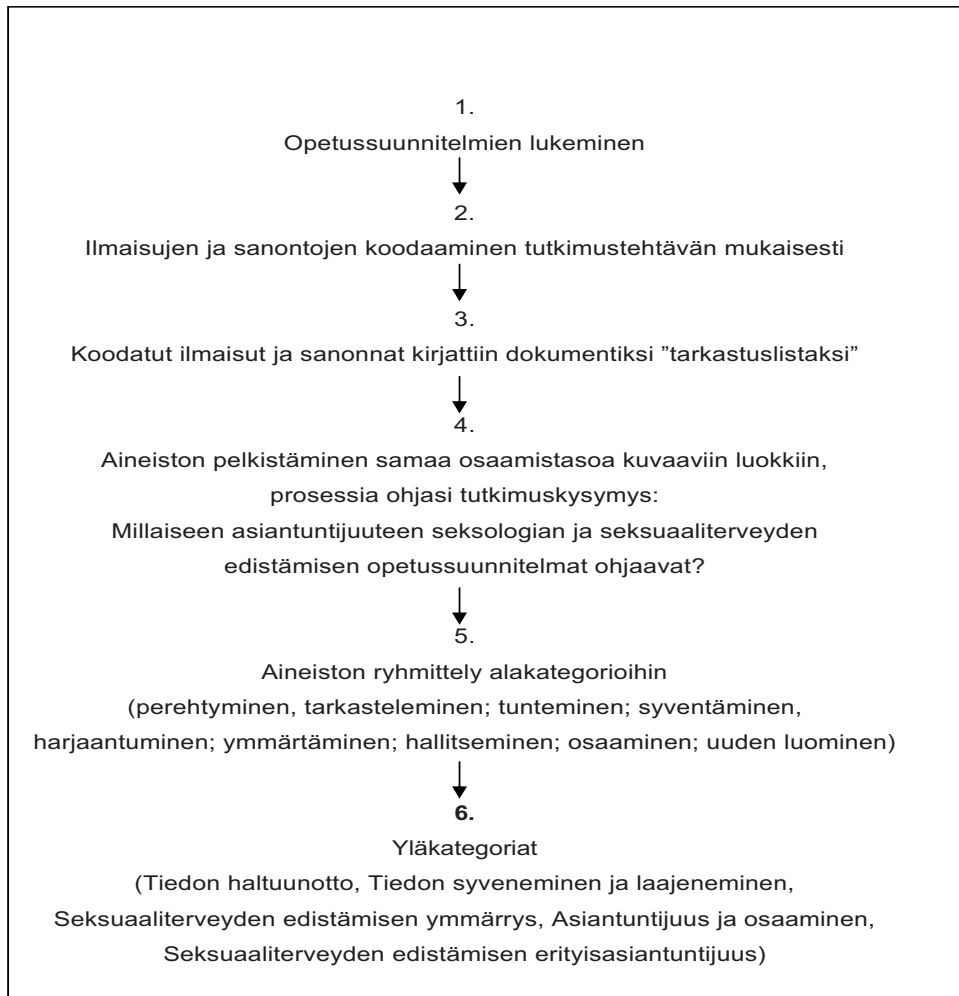 1.
Opetussuunnitelmien lukeminen
2.
Ilmaisujen ja sanontojen koodaaminen tutkimustehtävän mukaisesti
3.
Koodatut ilmaisut ja sanonnat kirjattiin dokumentiksi ”tarkastuslistaksi”
4.
Aineiston pelkistäminen samaa osaamistasoa kuvaaviin luokkiin,
prosessia ohjasi tutkimuskysymys:
Millaiseen asiantuntijuuteen seksologian ja seksuaaliterveyden
edistämisen opetussuunnitelmat ohjaavat?
5.
Aineiston ryhmittely alakategorioihin
(perehtyminen, tarkasteleminen; tunteminen; syventäminen,
harjaantuminen; ymmärtäminen; hallitseminen; osaaminen; uuden luominen)
6.
Yläkategoriat
(Tiedon haltuunotto, Tiedon syveneminen ja laajeneminen,
Seksuaaliterveyden edistämisen ymmärrys, Asiantuntijuus ja osaaminen,
Seksuaaliterveyden edistämisen erityisasiantuntijuus)